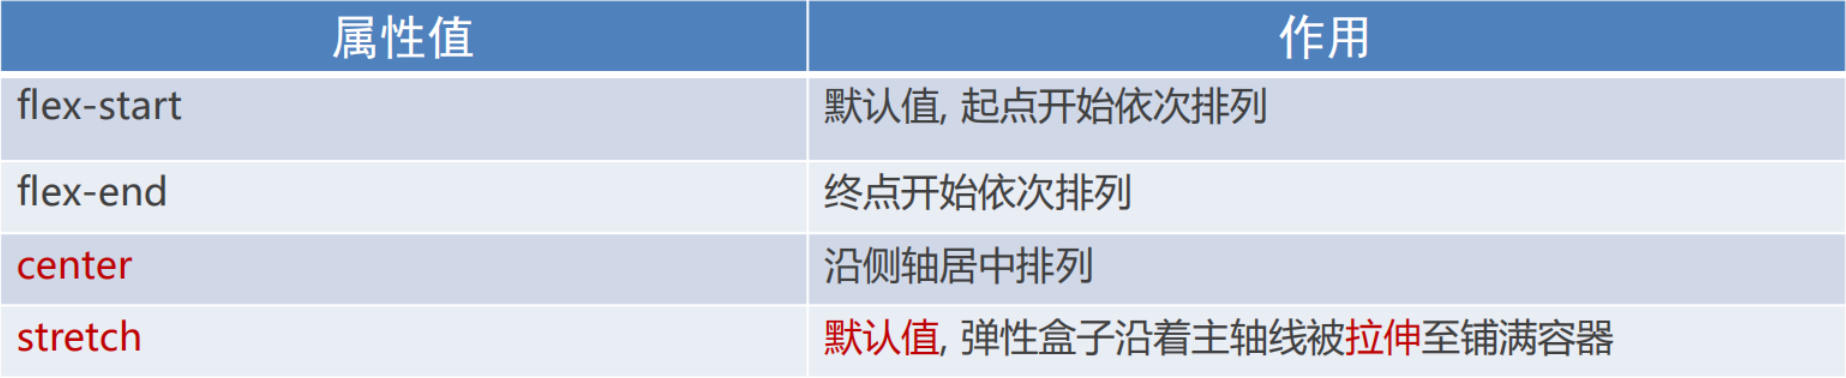 属性值 作用
flex-start 默认值, 起点开始依次排列
flex-end 终点开始依次排列
center 沿侧轴居中排列
stretch 默认值, 弹性盒子沿着主轴线被拉伸至铺满容器